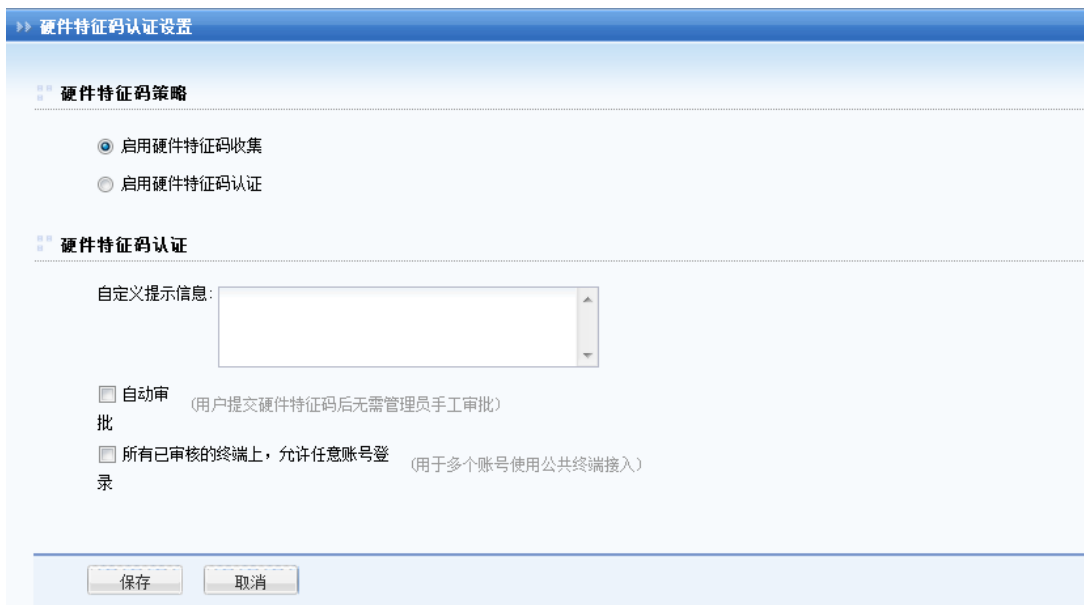 硬件特征码认证设置
硬件特征码策略
启用硬件特征码收集
启用硬件特征码认证
硬件特征码认证
自定义提示信息:
自动审
批
(用户提交硬件特征码后无需管理员手工审批)
所有已审核的终端上，允许任意账号登
录
(用于多个账号使用公共终端接入)
保存
取消